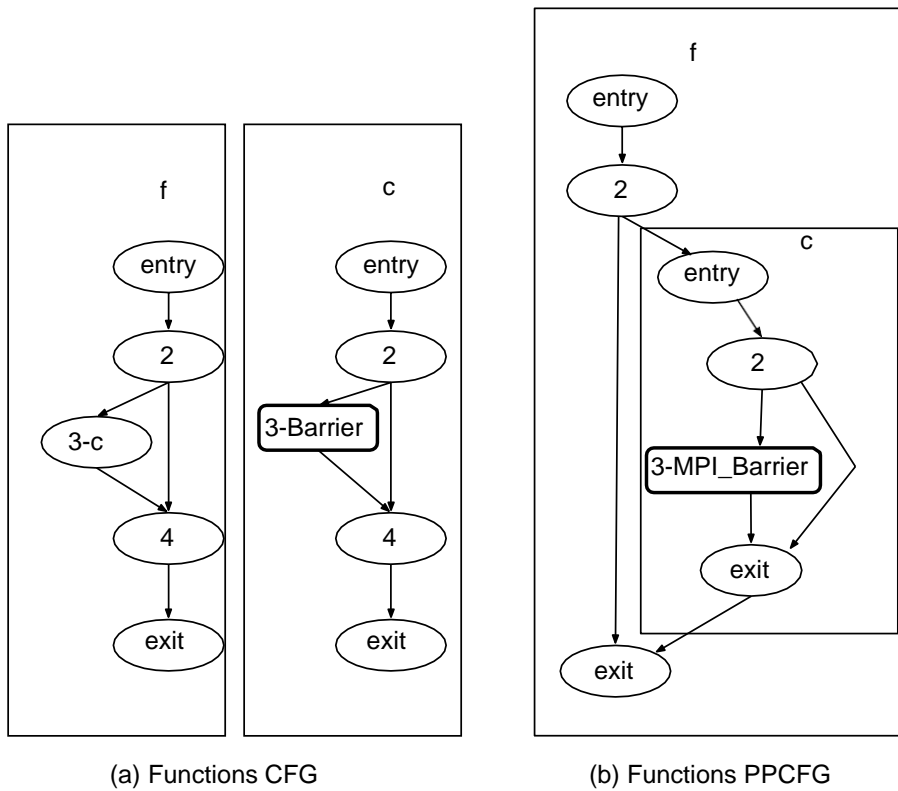 f
entry
2
3-c
4
exit
c
entry
2
3-Barrier
4
exit
(a) Functions CFG
f
entry
2
c
entry
2
3-MPI_Barrier
exit
exit
(b) Functions PPCFG